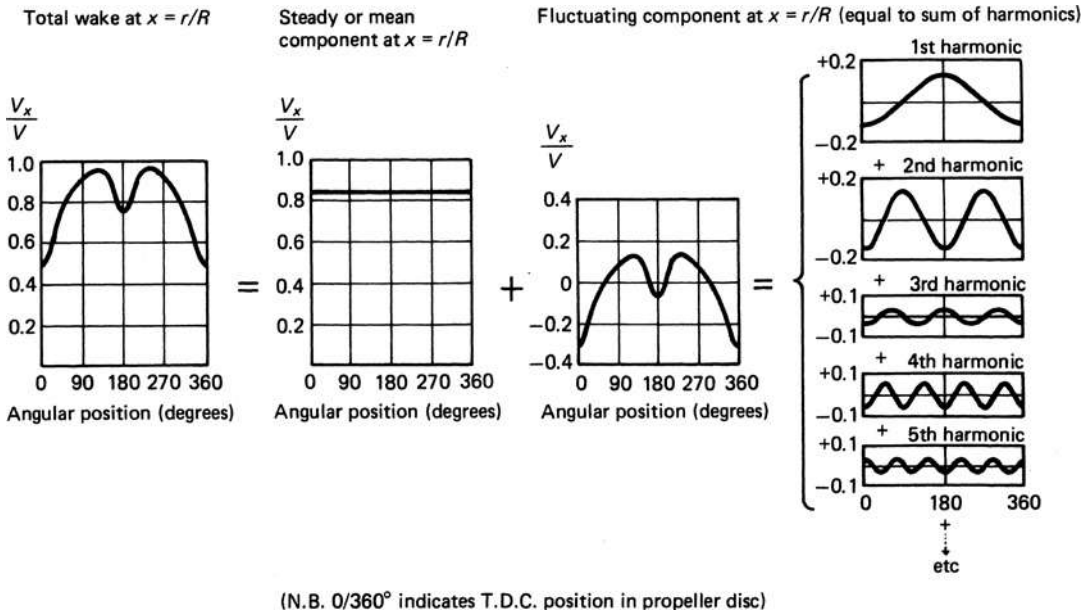 Total wake at x = r/R
Steady or mean
component at x = r/R
Fluctuating component at x = r/R (equal to sum of harmonics)
V_x
V
1.0
0.8
0.6
0.4
0.2
0 90 180 270 360
Angular position (degrees)
=
V_x
V
1.0
0.8
0.6
0.4
0.2
0 90 180 270 360
Angular position (degrees)
+
V_x
V
0.4
0.2
0
−0.2
−0.4
0 90 180 270 360
Angular position (degrees)
=
1st harmonic
+0.2
−0.2
+ 2nd harmonic
+0.2
−0.2
+ 3rd harmonic
+0.1
−0.1
+ 4th harmonic
+0.1
−0.1
+ 5th harmonic
+0.1
−0.1
0 180 360
+
etc
(N.B. 0/360° indicates T.D.C. position in propeller disc)